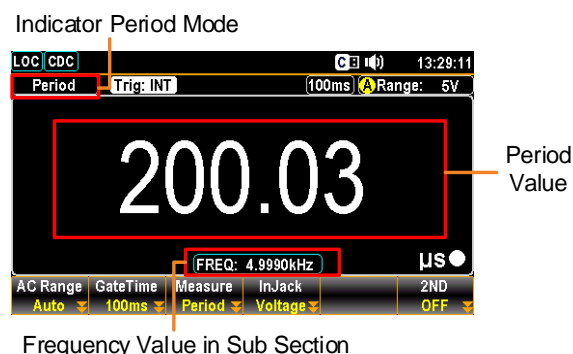 Indicator Period Mode
LOC CDC C 13:29:11
Period Trig: INT 100ms A Range: 5V
200.03
Period
Value
FREQ: 4.9990kHz µs
AC Range GateTime Measure InJack 2ND
Auto 100ms Period Voltage OFF
Frequency Value in Sub Section